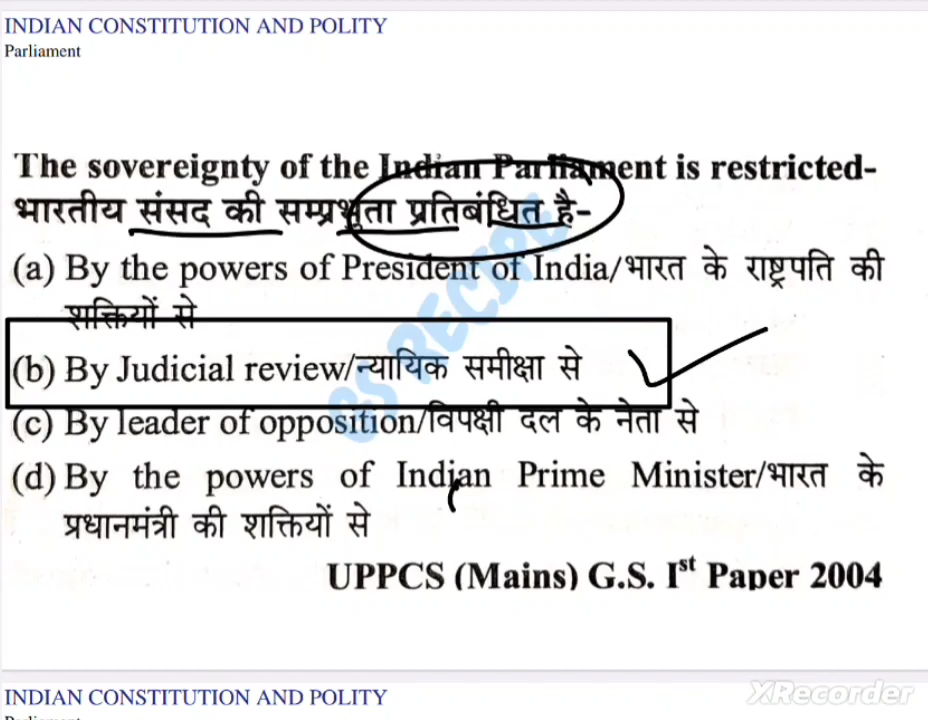 INDIAN CONSTITUTION AND POLITY
Parliament
The sovereignty of the Indian Parliament is restricted-
भारतीय संसद की सम्प्रभुता प्रतिबंधित है-
(a) By the powers of President of India/भारत के राष्ट्रपति की
शक्तियों से
(b) By Judicial review/न्यायिक समीक्षा से
(c) By leader of opposition/विपक्षी दल के नेता से
(d) By the powers of Indian Prime Minister/भारत के
प्रधानमंत्री की शक्तियों से
UPPCS (Mains) G.S. Ist Paper 2004
CS RECIPE
INDIAN CONSTITUTION AND POLITY
XRecorder